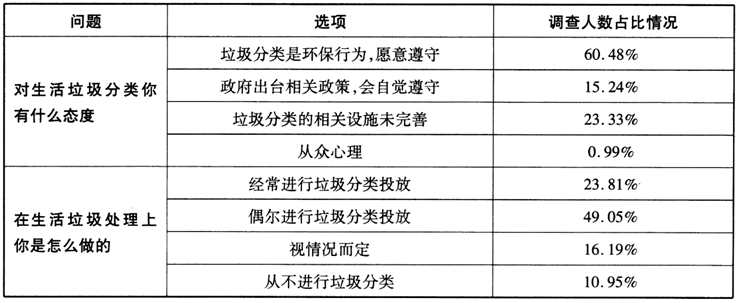 问题 选项 调查人数占比情况
对生活垃圾分类你有什么态度
垃圾分类是环保行为,愿意遵守 60.48%
政府出台相关政策,会自觉遵守 15.24%
垃圾分类的相关设施未完善 23.33%
从众心理 0.99%
在生活垃圾处理上你是怎么做的
经常进行垃圾分类投放 23.81%
偶尔进行垃圾分类投放 49.05%
视情况而定 16.19%
从不进行垃圾分类 10.95%